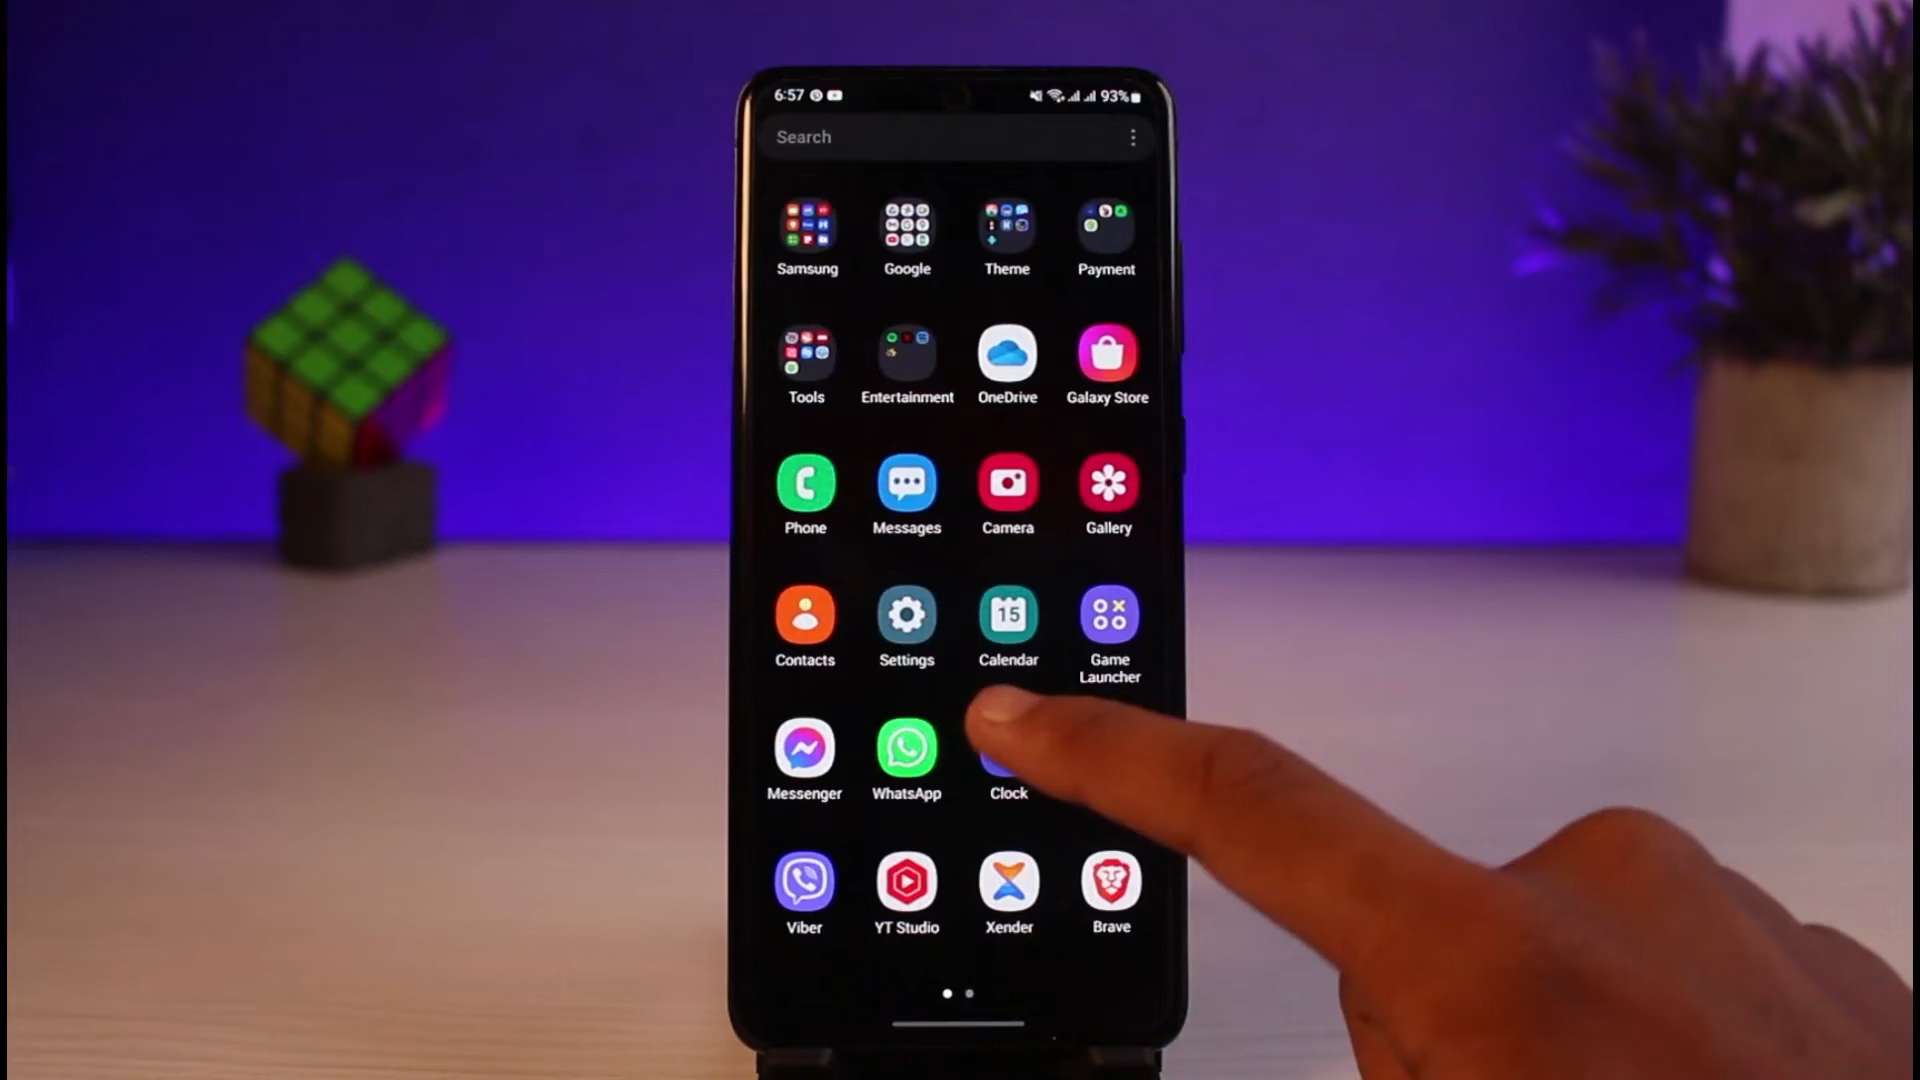 6:57 93%
Search
Samsung Google Theme Payment
Tools Entertainment OneDrive Galaxy Store
Phone Messages Camera Gallery
15
Contacts Settings Calendar Game
Launcher
Messenger WhatsApp Clock
Viber YT Studio Xender Brave